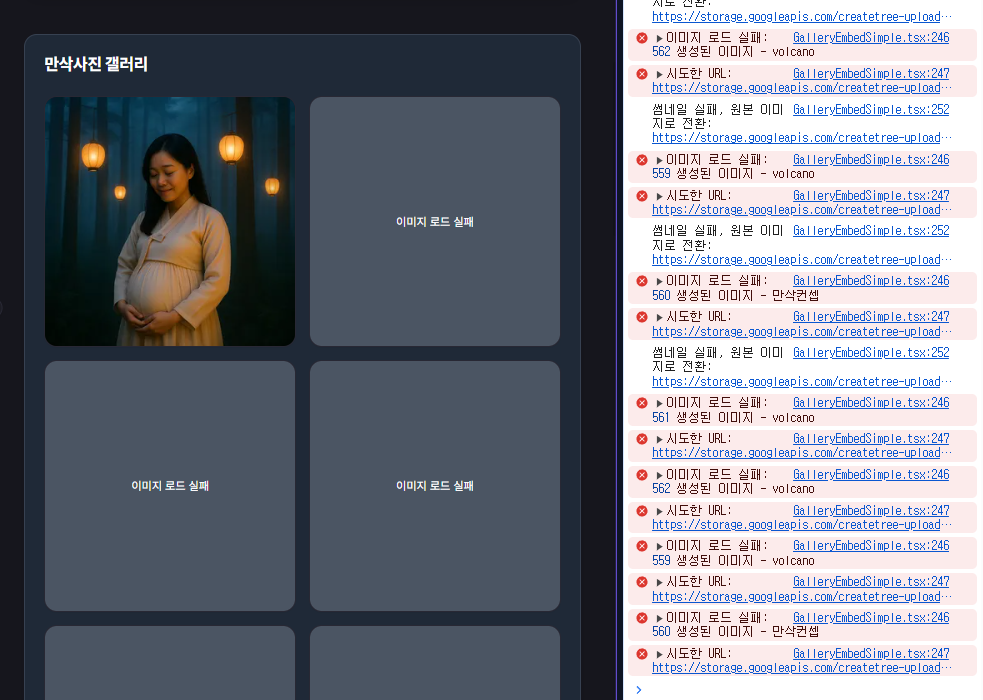 만삭사진 갤러리
이미지 로드 실패
이미지 로드 실패
이미지 로드 실패
지로 전환:
https://storage.googleapis.com/createtree-upload…
▶이미지 로드 실패: GalleryEmbedSimple.tsx:246
562 생성된 이미지 - volcano
▶시도한 URL: GalleryEmbedSimple.tsx:247
https://storage.googleapis.com/createtree-upload…
썸네일 실패, 원본 이미 GalleryEmbedSimple.tsx:252
지로 전환:
https://storage.googleapis.com/createtree-upload…
▶이미지 로드 실패: GalleryEmbedSimple.tsx:246
559 생성된 이미지 - volcano
▶시도한 URL: GalleryEmbedSimple.tsx:247
https://storage.googleapis.com/createtree-upload…
썸네일 실패, 원본 이미 GalleryEmbedSimple.tsx:252
지로 전환:
https://storage.googleapis.com/createtree-upload…
▶이미지 로드 실패: GalleryEmbedSimple.tsx:246
560 생성된 이미지 - 만삭컨셉
▶시도한 URL: GalleryEmbedSimple.tsx:247
https://storage.googleapis.com/createtree-upload…
썸네일 실패, 원본 이미 GalleryEmbedSimple.tsx:252
지로 전환:
https://storage.googleapis.com/createtree-upload…
▶이미지 로드 실패: GalleryEmbedSimple.tsx:246
561 생성된 이미지 - volcano
▶시도한 URL: GalleryEmbedSimple.tsx:247
https://storage.googleapis.com/createtree-upload…
▶이미지 로드 실패: GalleryEmbedSimple.tsx:246
562 생성된 이미지 - volcano
▶시도한 URL: GalleryEmbedSimple.tsx:247
https://storage.googleapis.com/createtree-upload…
▶이미지 로드 실패: GalleryEmbedSimple.tsx:246
559 생성된 이미지 - volcano
▶시도한 URL: GalleryEmbedSimple.tsx:247
https://storage.googleapis.com/createtree-upload…
▶이미지 로드 실패: GalleryEmbedSimple.tsx:246
560 생성된 이미지 - 만삭컨셉
▶시도한 URL: GalleryEmbedSimple.tsx:247
https://storage.googleapis.com/createtree-upload…